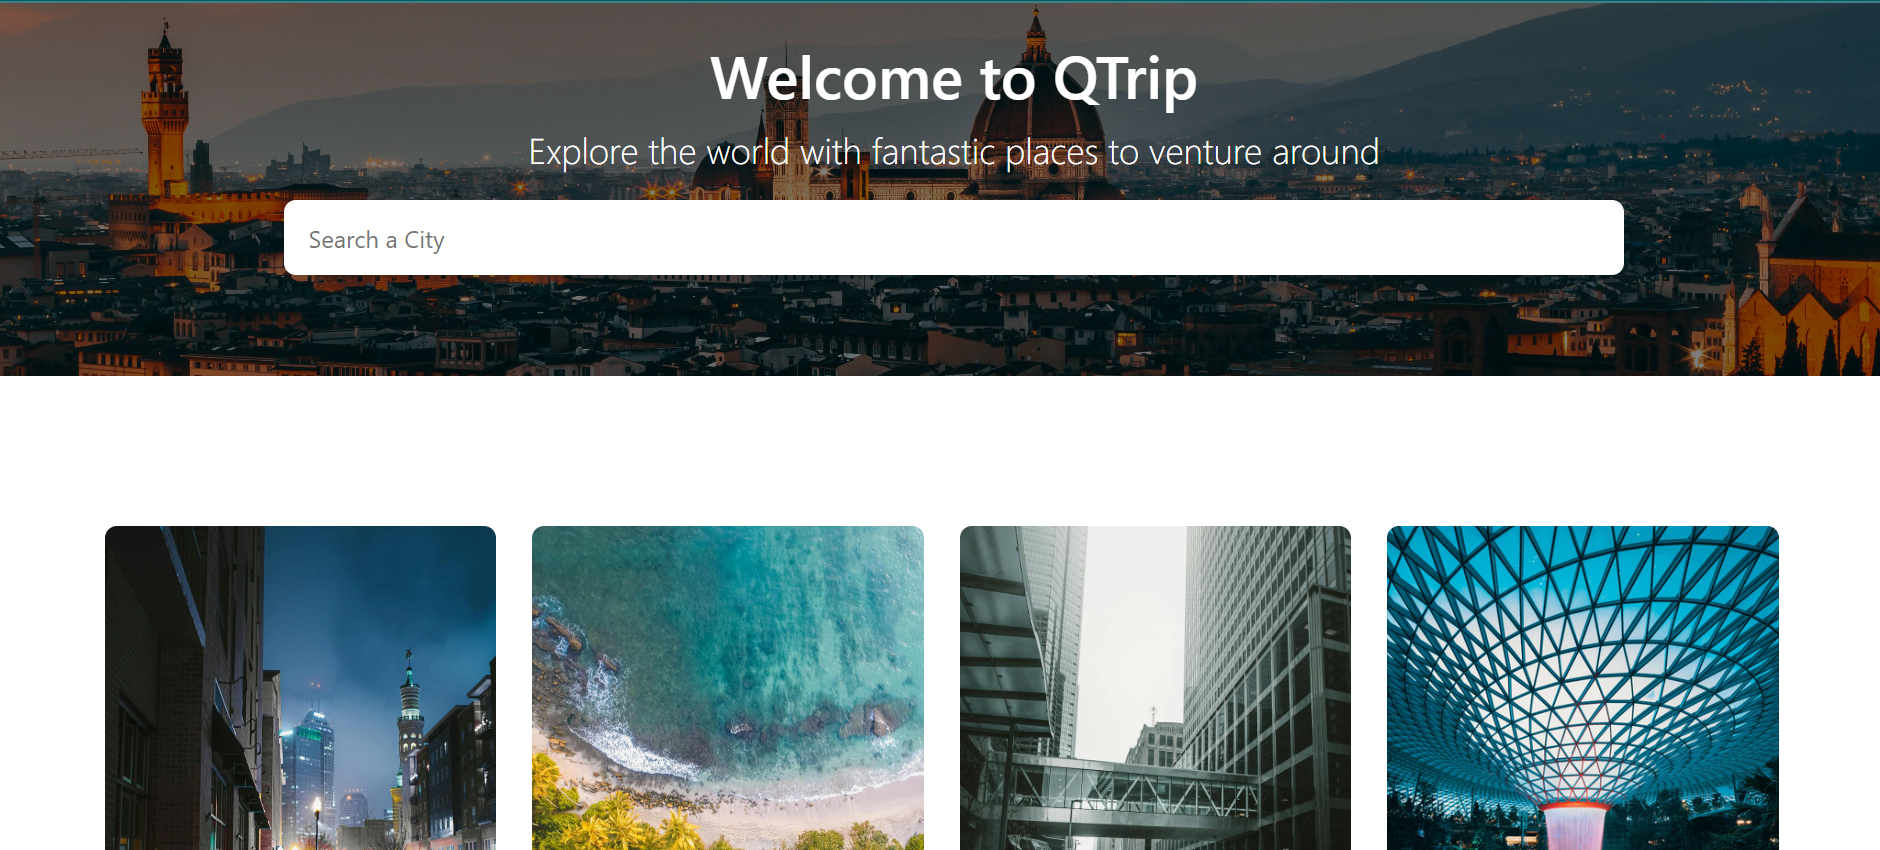 Welcome to QTrip
Explore the world with fantastic places to venture around
Search a City